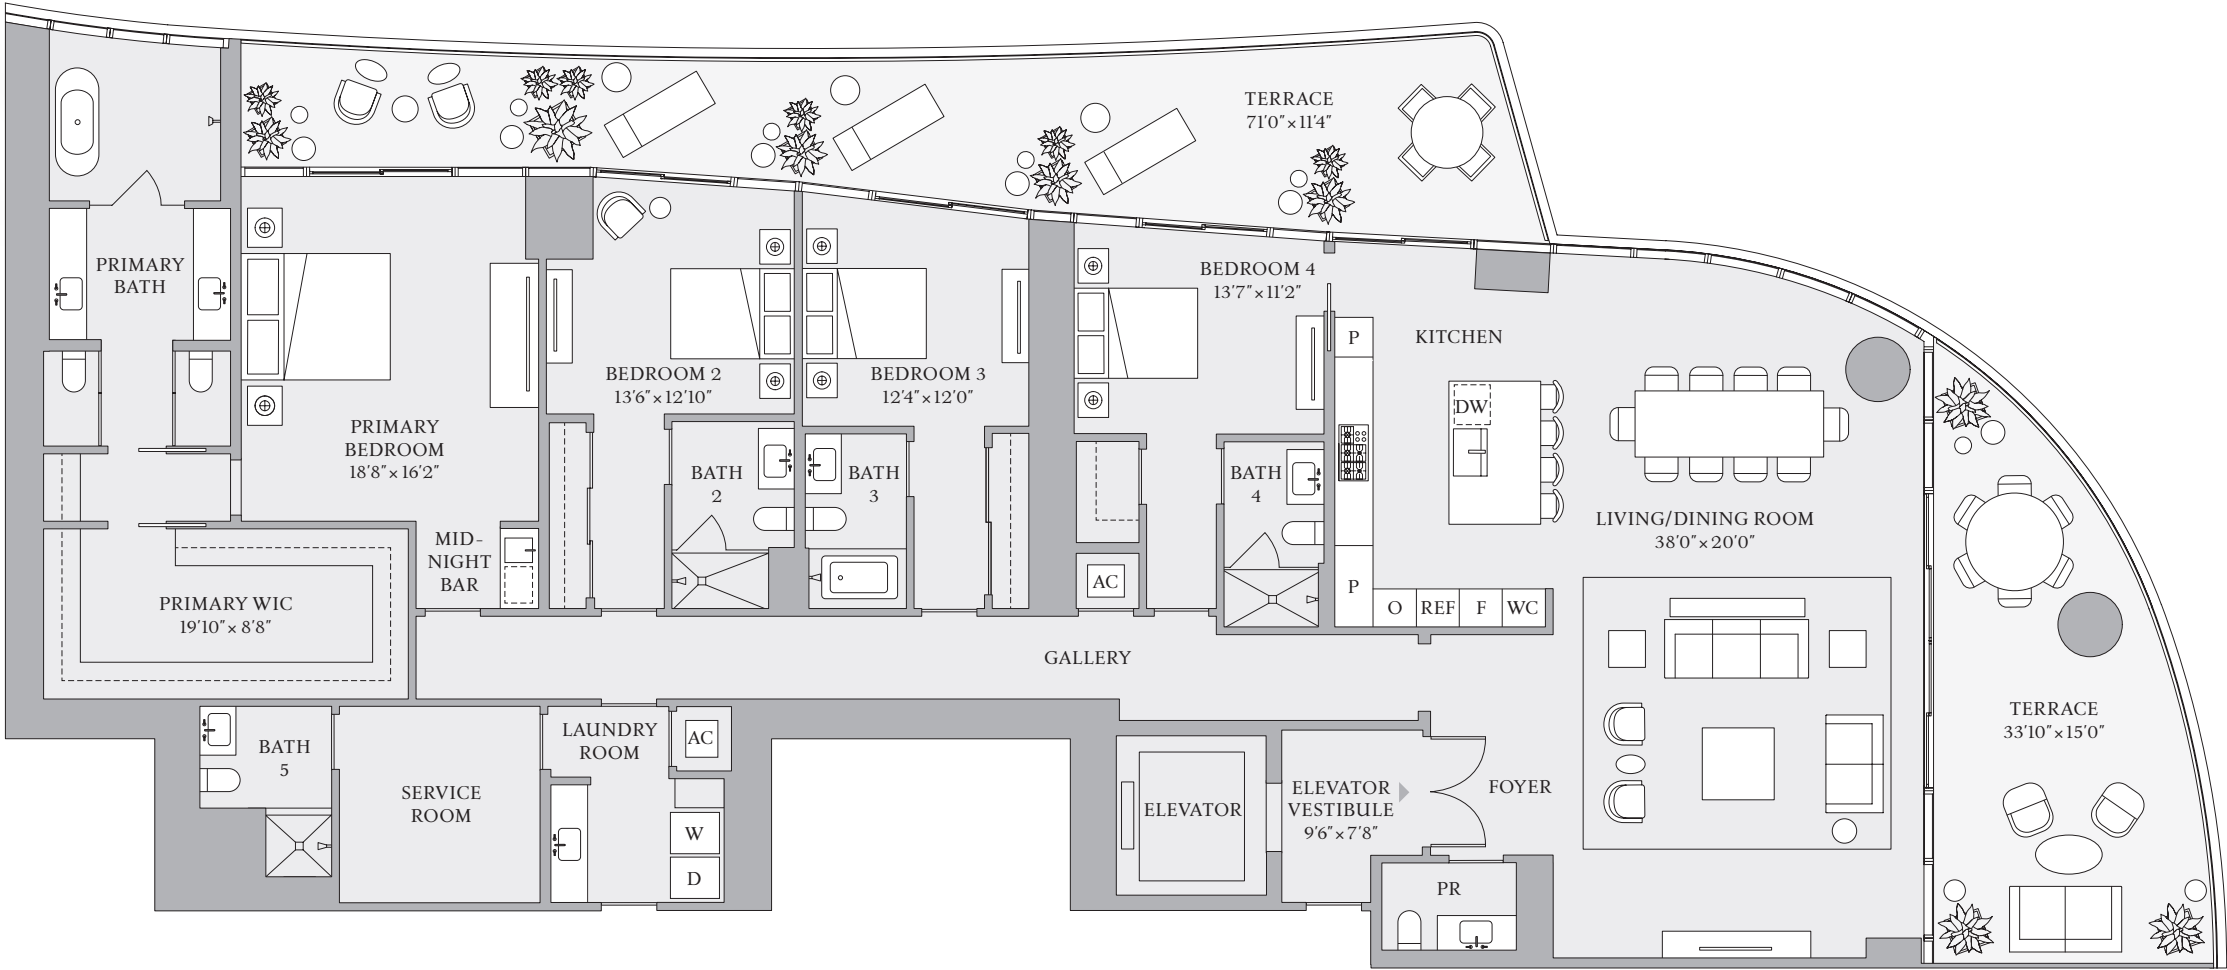 TERRACE
71'0"×11'4"
PRIMARY
BATH
BEDROOM 4
13'7"×11'2"
P
KITCHEN
BEDROOM 2
13'6"×12'10"
BEDROOM 3
12'4"×12'0"
DW
PRIMARY
BEDROOM
18'8"×16'2"
BATH
2
BATH
3
BATH
4
LIVING/DINING ROOM
38'0"×20'0"
MID-
NIGHT
BAR
AC
P
O
REF
F
WC
PRIMARY WIC
19'10"×8'8"
GALLERY
TERRACE
33'10"×15'0"
BATH
5
LAUNDRY
ROOM
AC
SERVICE
ROOM
W
D
ELEVATOR
ELEVATOR
VESTIBULE
9'6"×7'8"
FOYER
PR